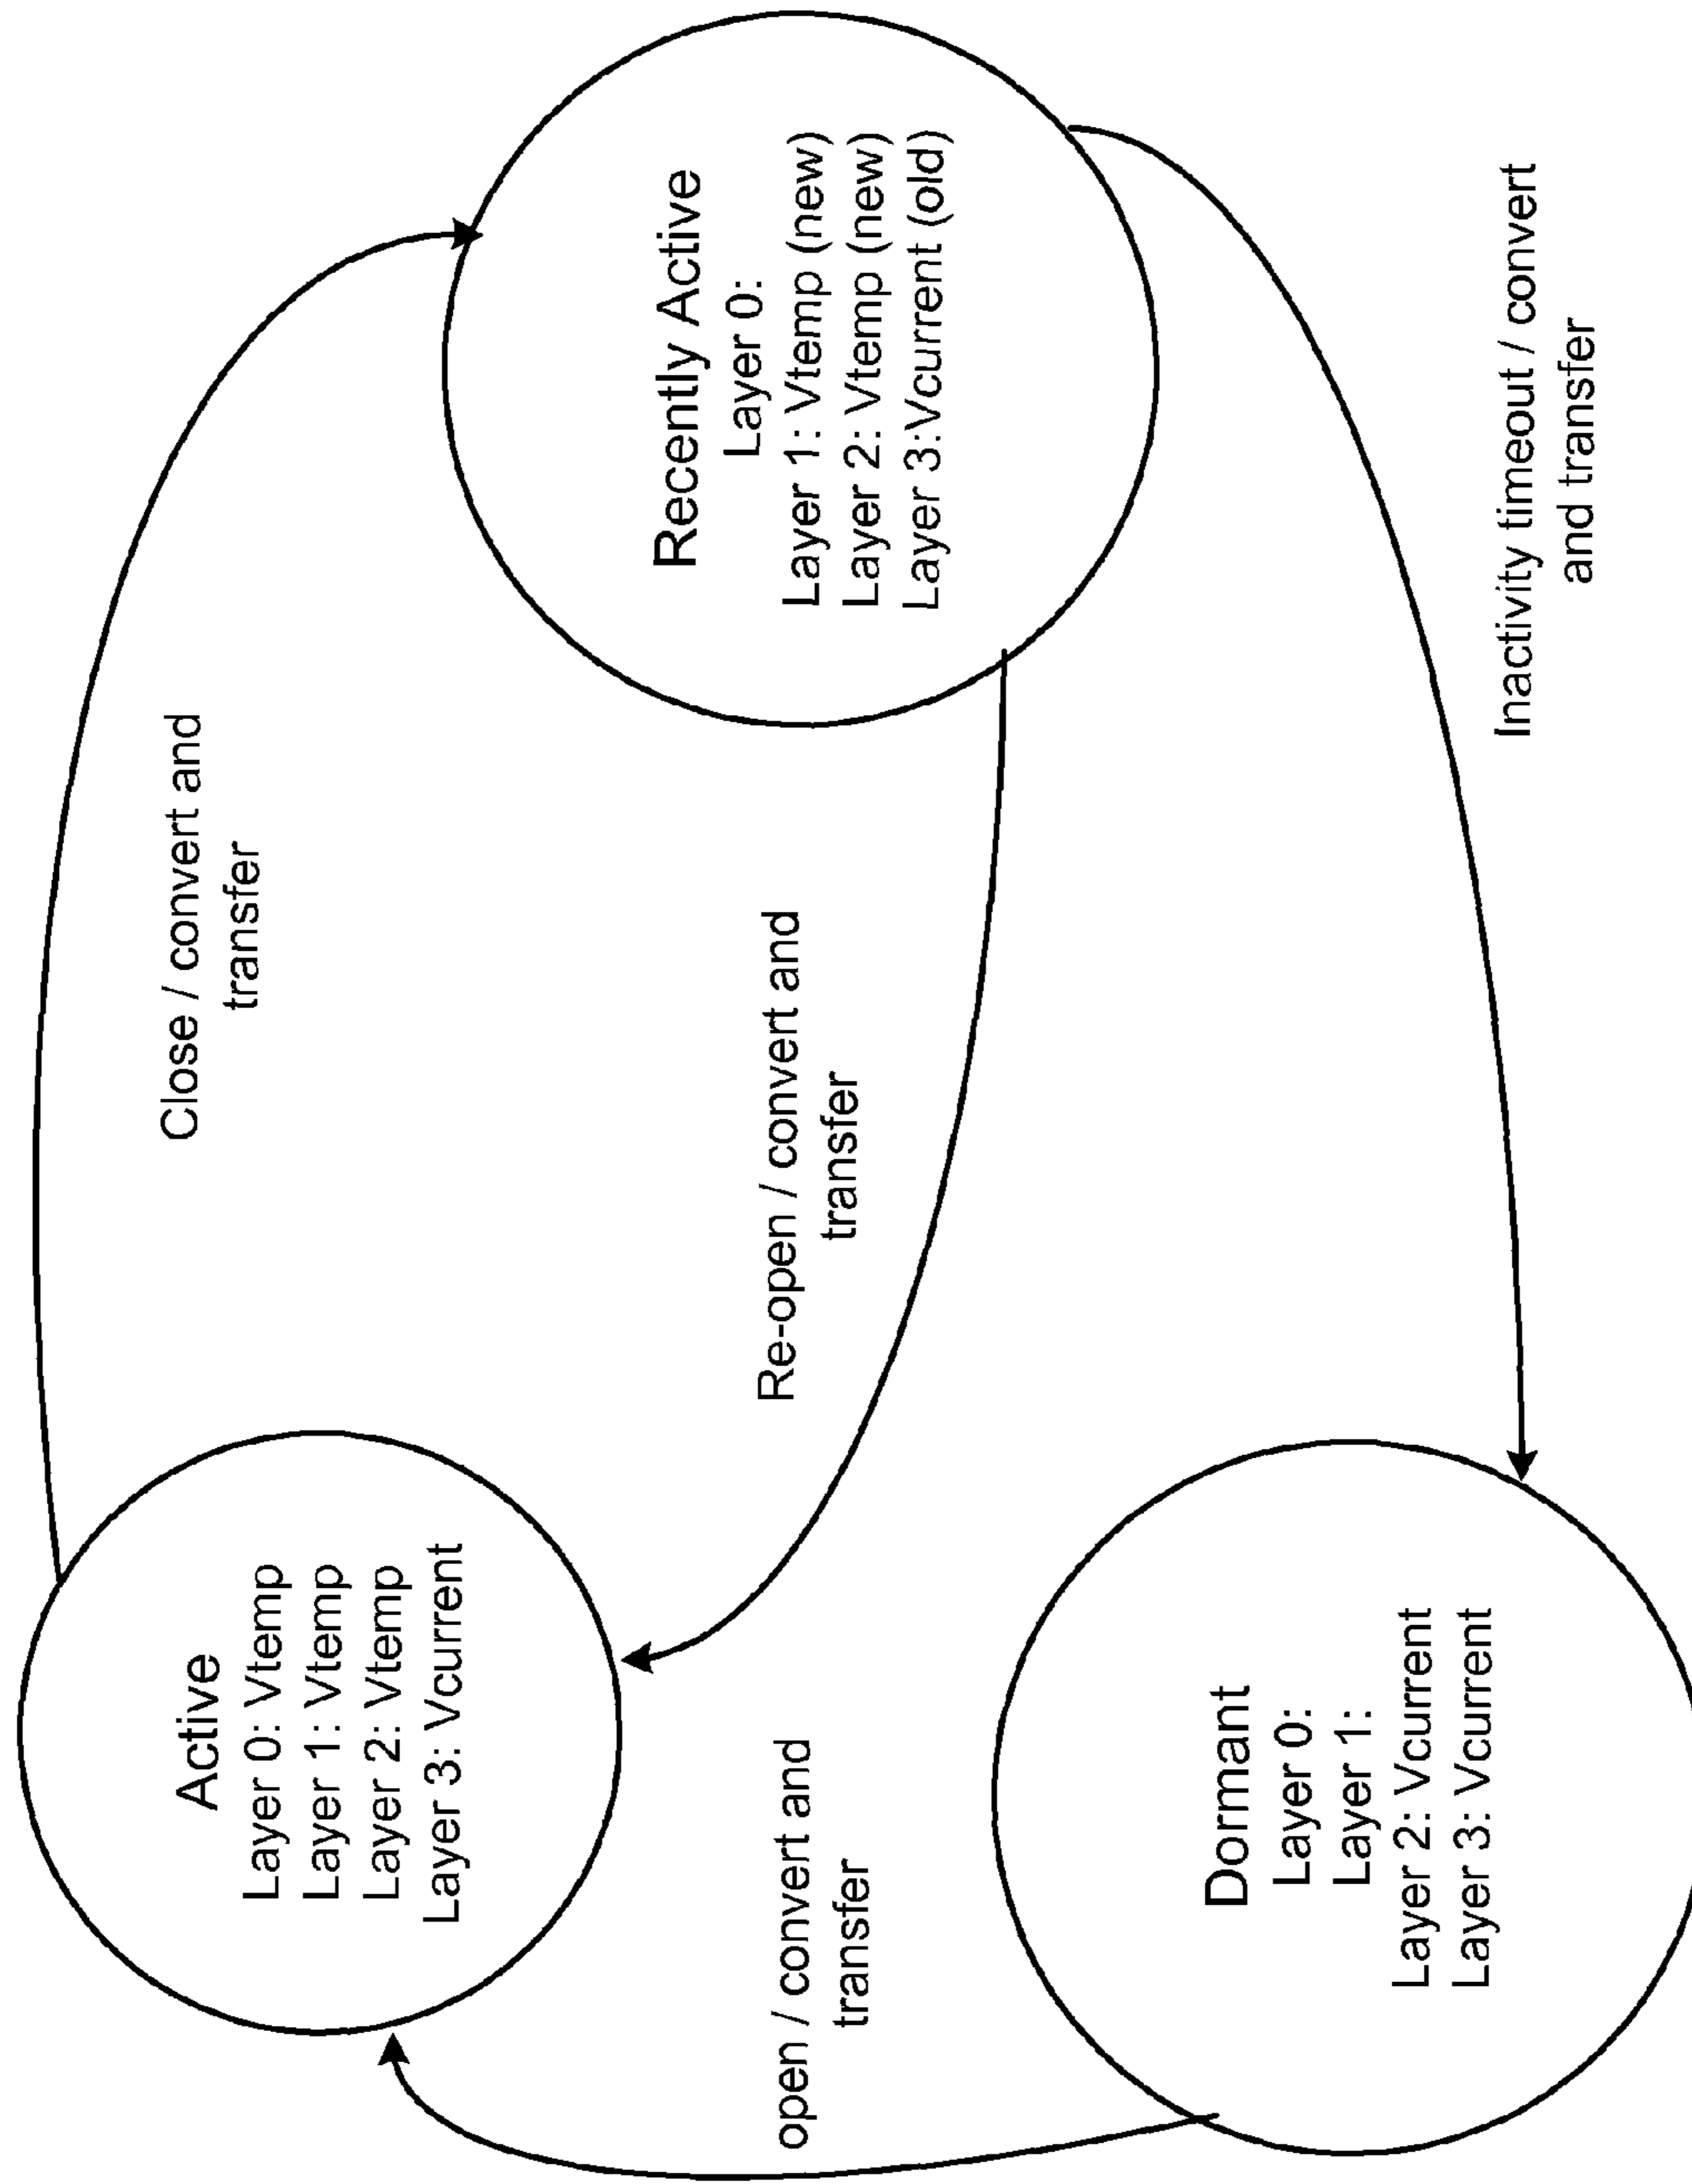 Active
Layer 0: Vtemp
Layer 1: Vtemp
Layer 2: Vtemp
Layer 3: Vcurrent
Close / convert and
transfer
Recently Active
Layer 0:
Layer 1: Vtemp (new)
Layer 2: Vtemp (new)
Layer 3:Vcurrent (old)
Re-open / convert and
transfer
open / convert and
transfer
Dormant
Layer 0:
Layer 1:
Layer 2: Vcurrent
Layer 3: Vcurrent
Inactivity timeout / convert
and transfer